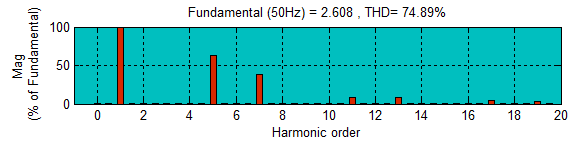 Fundamental (50Hz) = 2.608 , THD= 74.89%
100
50
0
Mag
(% of Fundamental)
0 2 4 6 8 10 12 14 16 18 20
Harmonic order